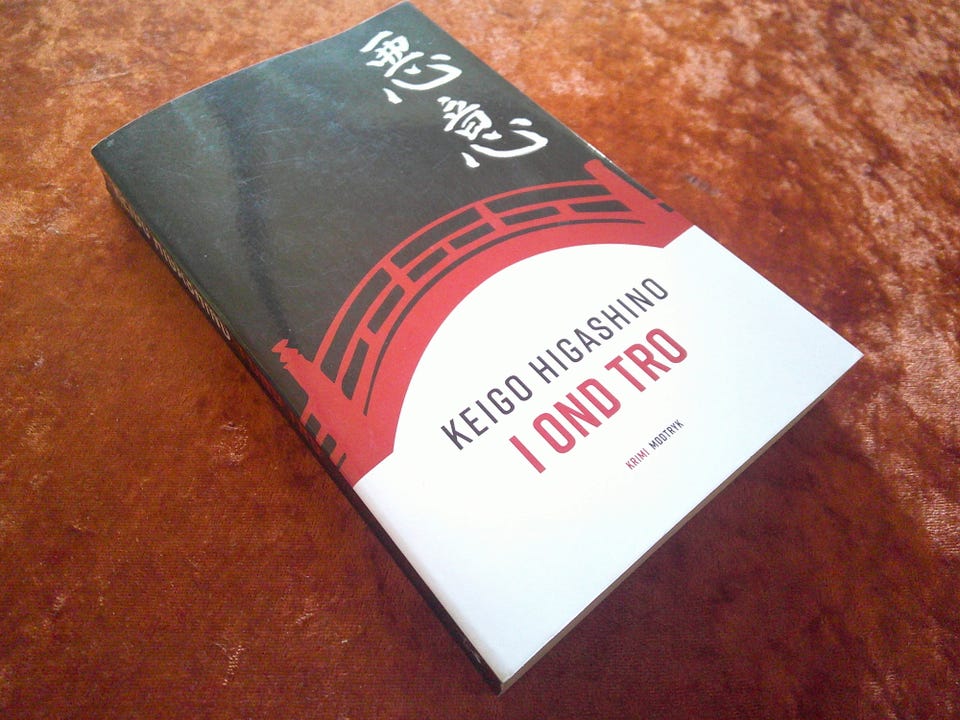 悪
意
KEIGO HIGASHINO
I OND TRO
KRIMI MODTRYK